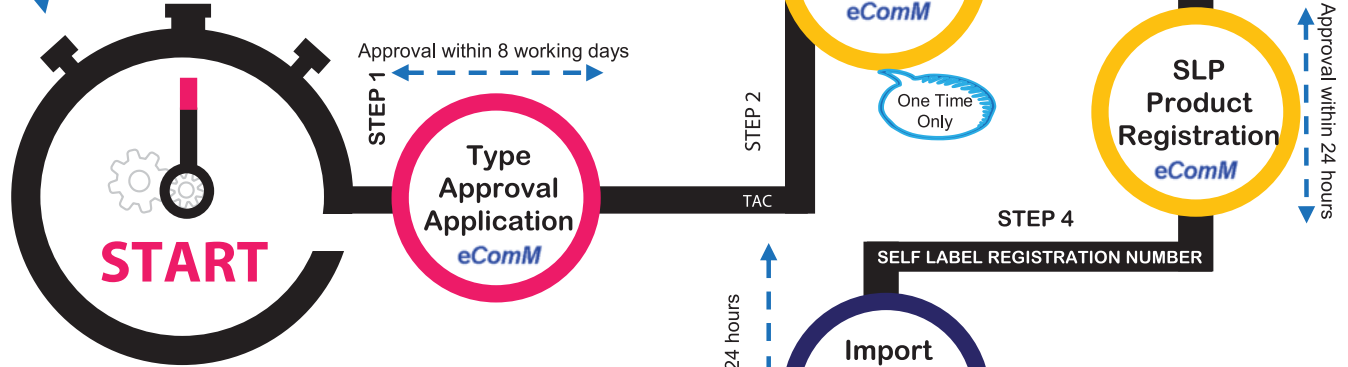 Approval within 8 working days
STEP 1
Type
Approval
Application
eComM
START
STEP 2
TAC
eComM
One Time
Only
SLP
Product
Registration
eComM
Approval within 24 hours
STEP 4
SELF LABEL REGISTRATION NUMBER
24 hours
Import